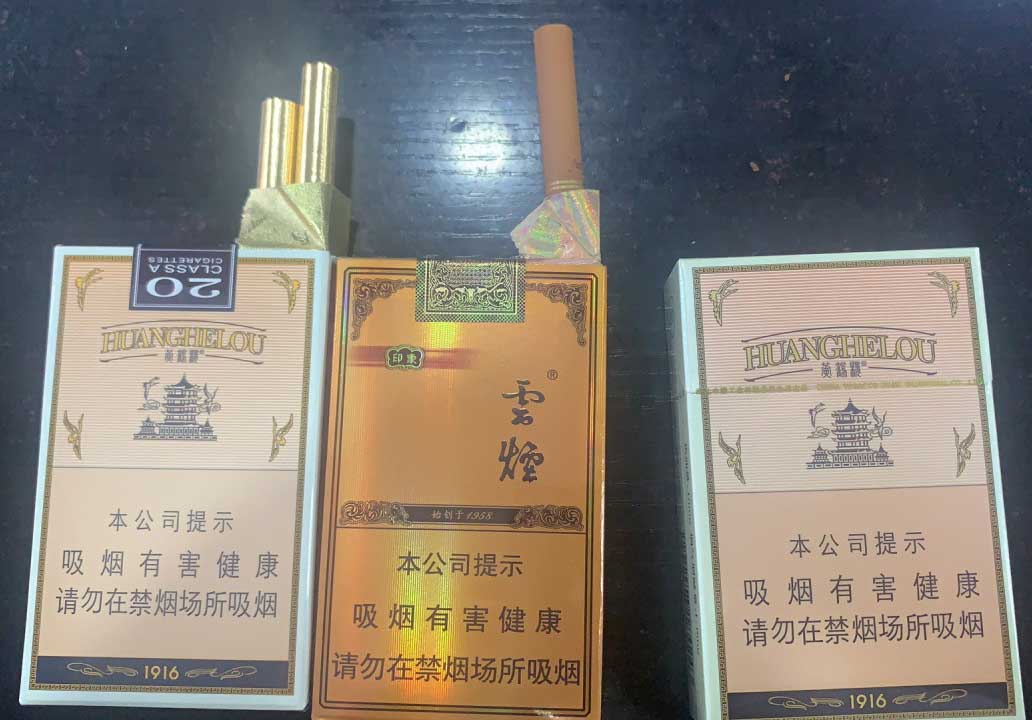 20
CLASS A
CIGARETTES
HUANGHELOU
黄鹤楼®
本公司提示
吸烟有害健康
请勿在禁烟场所吸烟
1916
印象
雲煙®
始创于1958
本公司提示
吸烟有害健康
请勿在禁烟场所吸烟
HUANGHELOU
黄鹤楼®
本公司提示
吸烟有害健康
请勿在禁烟场所吸烟
1916